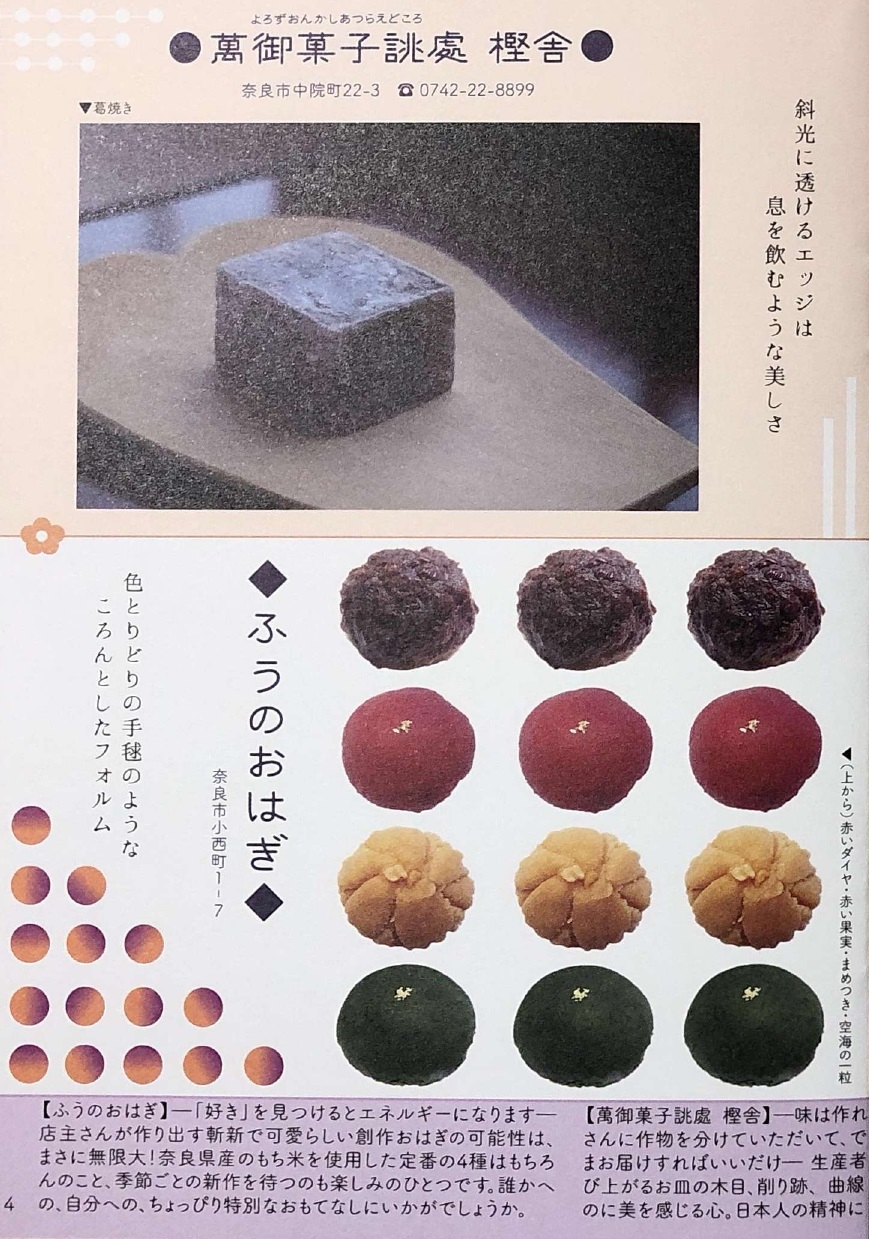 よろずおんかしあつらえどころ
●萬御菓子誂處 樫舎●
奈良市中院町22-3 ☎0742-22-8899
▼葛焼き
斜光に透けるエッジは
息を飲むような美しさ
◆ふうのおはぎ◆
奈良市小西町1-7
色とりどりの手毬のような
ころんとしたフォルム
▲(上から)赤いダイヤ・赤い果実・まめつき・空海の一粒
【ふうのおはぎ】―「好き」を見つけるとエネルギーになります―
店主さんが作り出す斬新で可愛らしい創作おはぎの可能性は、
まさに無限大!奈良県産のもち米を使用した定番の4種はもちろ
んのこと、季節ごとの新作を待つのも楽しみのひとつです。誰かへ
の、自分への、ちょっぴり特別なおもてなしにいかがでしょうか。
【萬御菓子誂處 樫舎】―味は作れ
さんに作物を分けていただいて、で
まお届けすればいいだけ― 生産者
び上がるお皿の木目、削り跡、曲線
のに美を感じる心。日本人の精神に
4